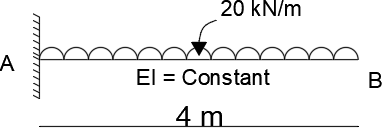 20 kN/m
A
EI = Constant
B
4 m